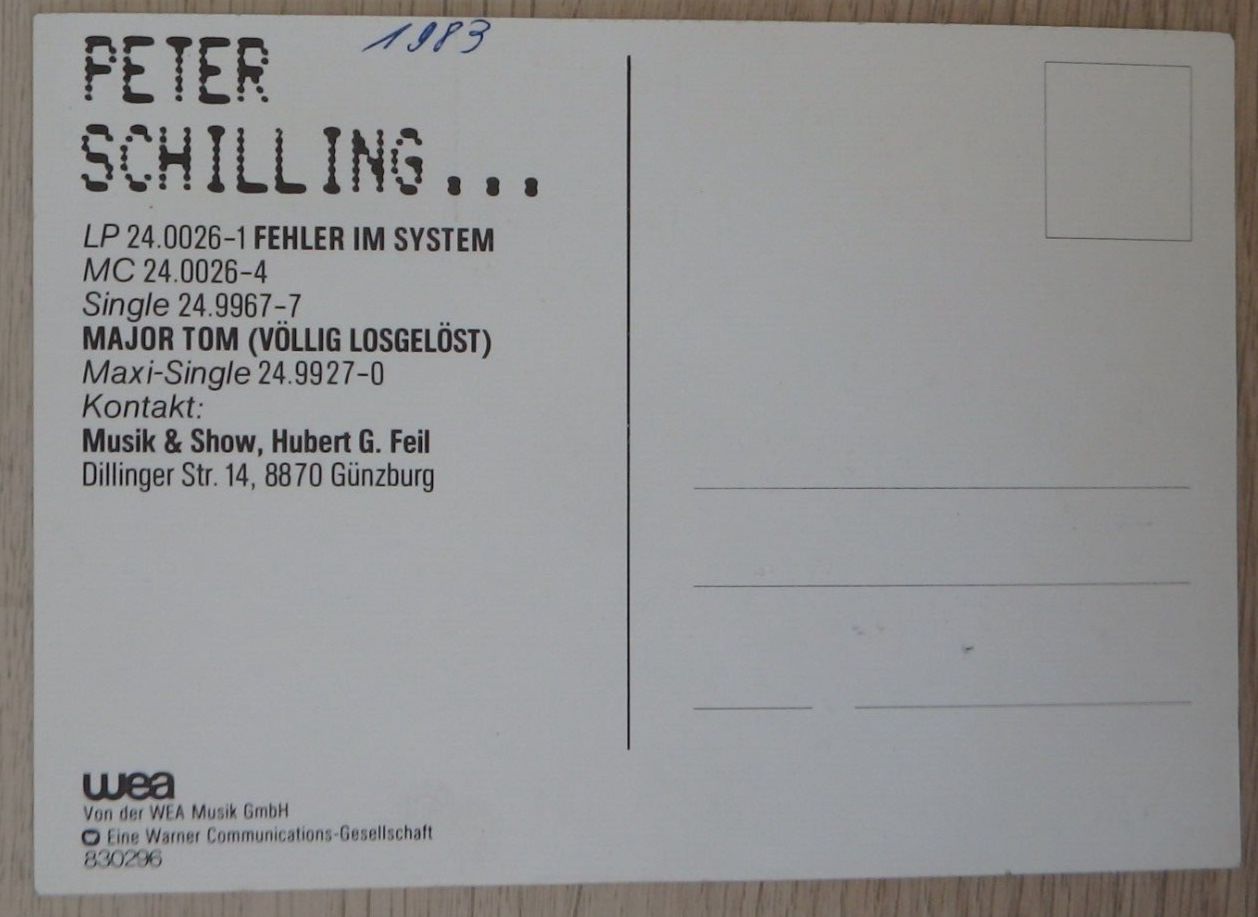 1983
PETER
SCHILLING...
LP 24.0026-1 FEHLER IM SYSTEM
MC 24.0026-4
Single 24.9967-7
MAJOR TOM (VÖLLIG LOSGELÖST)
Maxi-Single 24.9927-0
Kontakt:
Musik & Show, Hubert G. Feil
Dillinger Str. 14, 8870 Günzburg
wea
Von der WEA Musik GmbH
Eine Warner Communications-Gesellschaft
830296